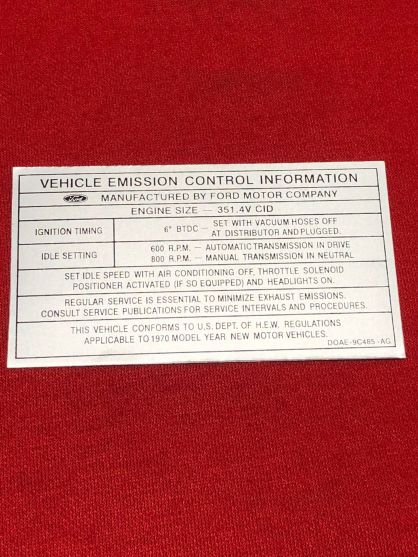 VEHICLE EMISSION CONTROL INFORMATION
Ford MANUFACTURED BY FORD MOTOR COMPANY
ENGINE SIZE — 351.4V CID
IGNITION TIMING
6° BTDC — SET WITH VACUUM HOSES OFF
AT DISTRIBUTOR AND PLUGGED.
IDLE SETTING
600 R.P.M. — AUTOMATIC TRANSMISSION IN DRIVE
800 R.P.M. — MANUAL TRANSMISSION IN NEUTRAL
SET IDLE SPEED WITH AIR CONDITIONING OFF, THROTTLE SOLENOID
POSITIONER ACTIVATED (IF SO EQUIPPED) AND HEADLIGHTS ON.
REGULAR SERVICE IS ESSENTIAL TO MINIMIZE EXHAUST EMISSIONS.
CONSULT SERVICE PUBLICATIONS FOR SERVICE INTERVALS AND PROCEDURES.
THIS VEHICLE CONFORMS TO U.S. DEPT. OF H.E.W. REGULATIONS
APPLICABLE TO 1970 MODEL YEAR NEW MOTOR VEHICLES.
DOAE-9C485-AG